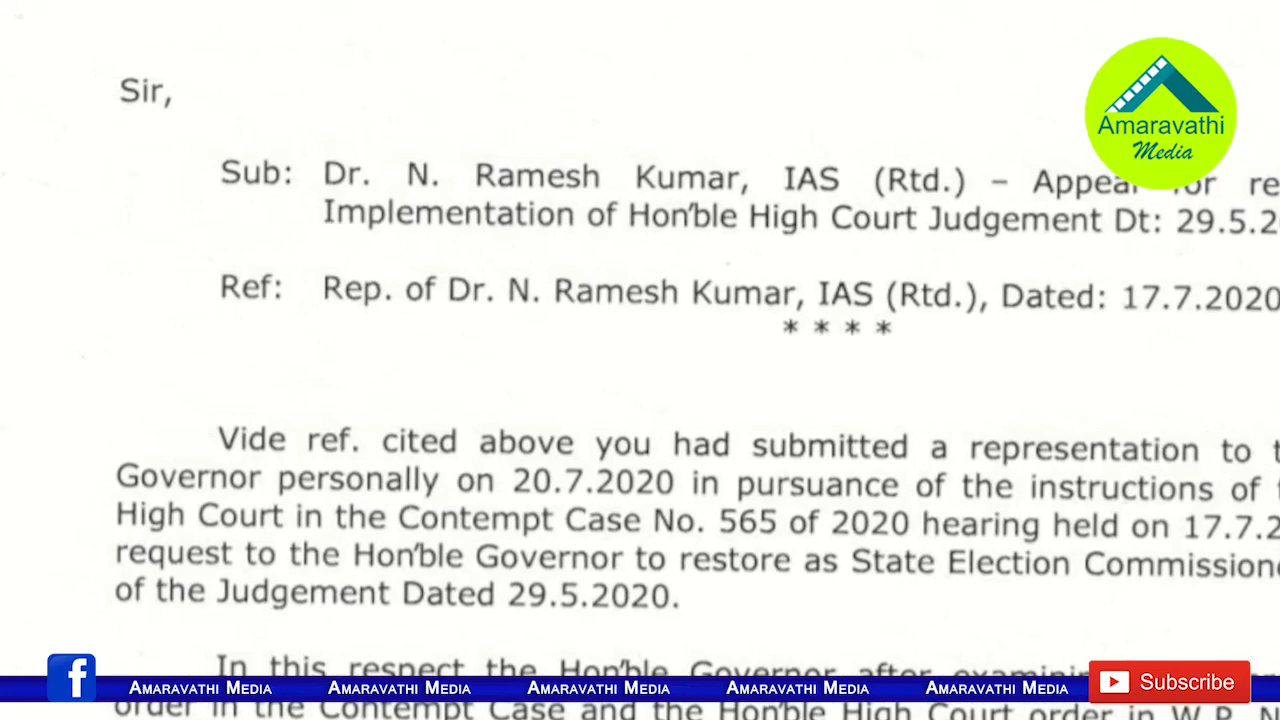 Sir,
Amaravathi
Media
Sub: Dr. N. Ramesh Kumar, IAS (Rtd.) – Appeal for re
Implementation of Hon'ble High Court Judgement Dt: 29.5.2
Ref: Rep. of Dr. N. Ramesh Kumar, IAS (Rtd.), Dated: 17.7.2020
* * * *
Vide ref. cited above you had submitted a representation to
Governor personally on 20.7.2020 in pursuance of the instructions of
High Court in the Contempt Case No. 565 of 2020 hearing held on 17.7.2
request to the Hon'ble Governor to restore as State Election Commissione
of the Judgement Dated 29.5.2020.
In this respect the Hon'ble Governor after
order in the Contempt Case and the Hon'ble High Court order in W.P. N
f Amaravathi Media Amaravathi Media Amaravathi Media Amaravathi Media Amaravathi Media Subscribe